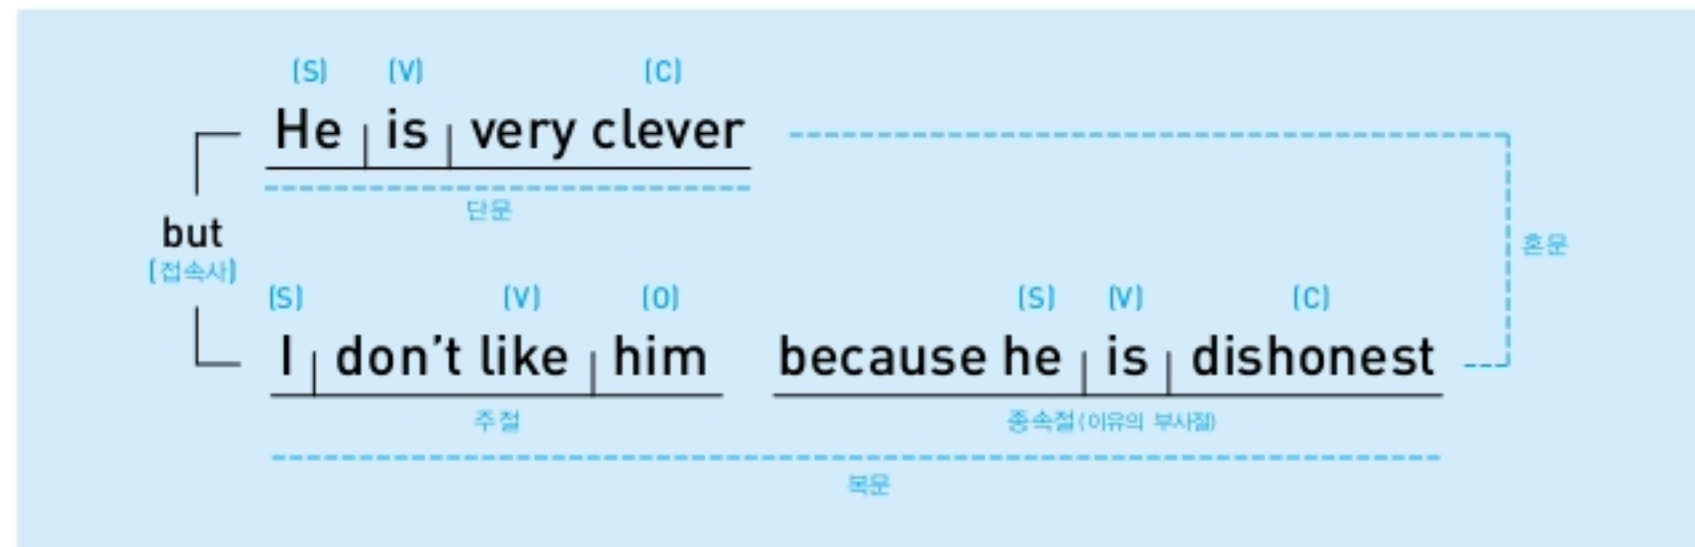 (S) (V) (C)
He is very clever
단문
but
(접속사)
혼문
(S) (V) (O) (S) (V) (C)
I don't like him because he is dishonest
주절 종속절(이유의 부사절)
복문